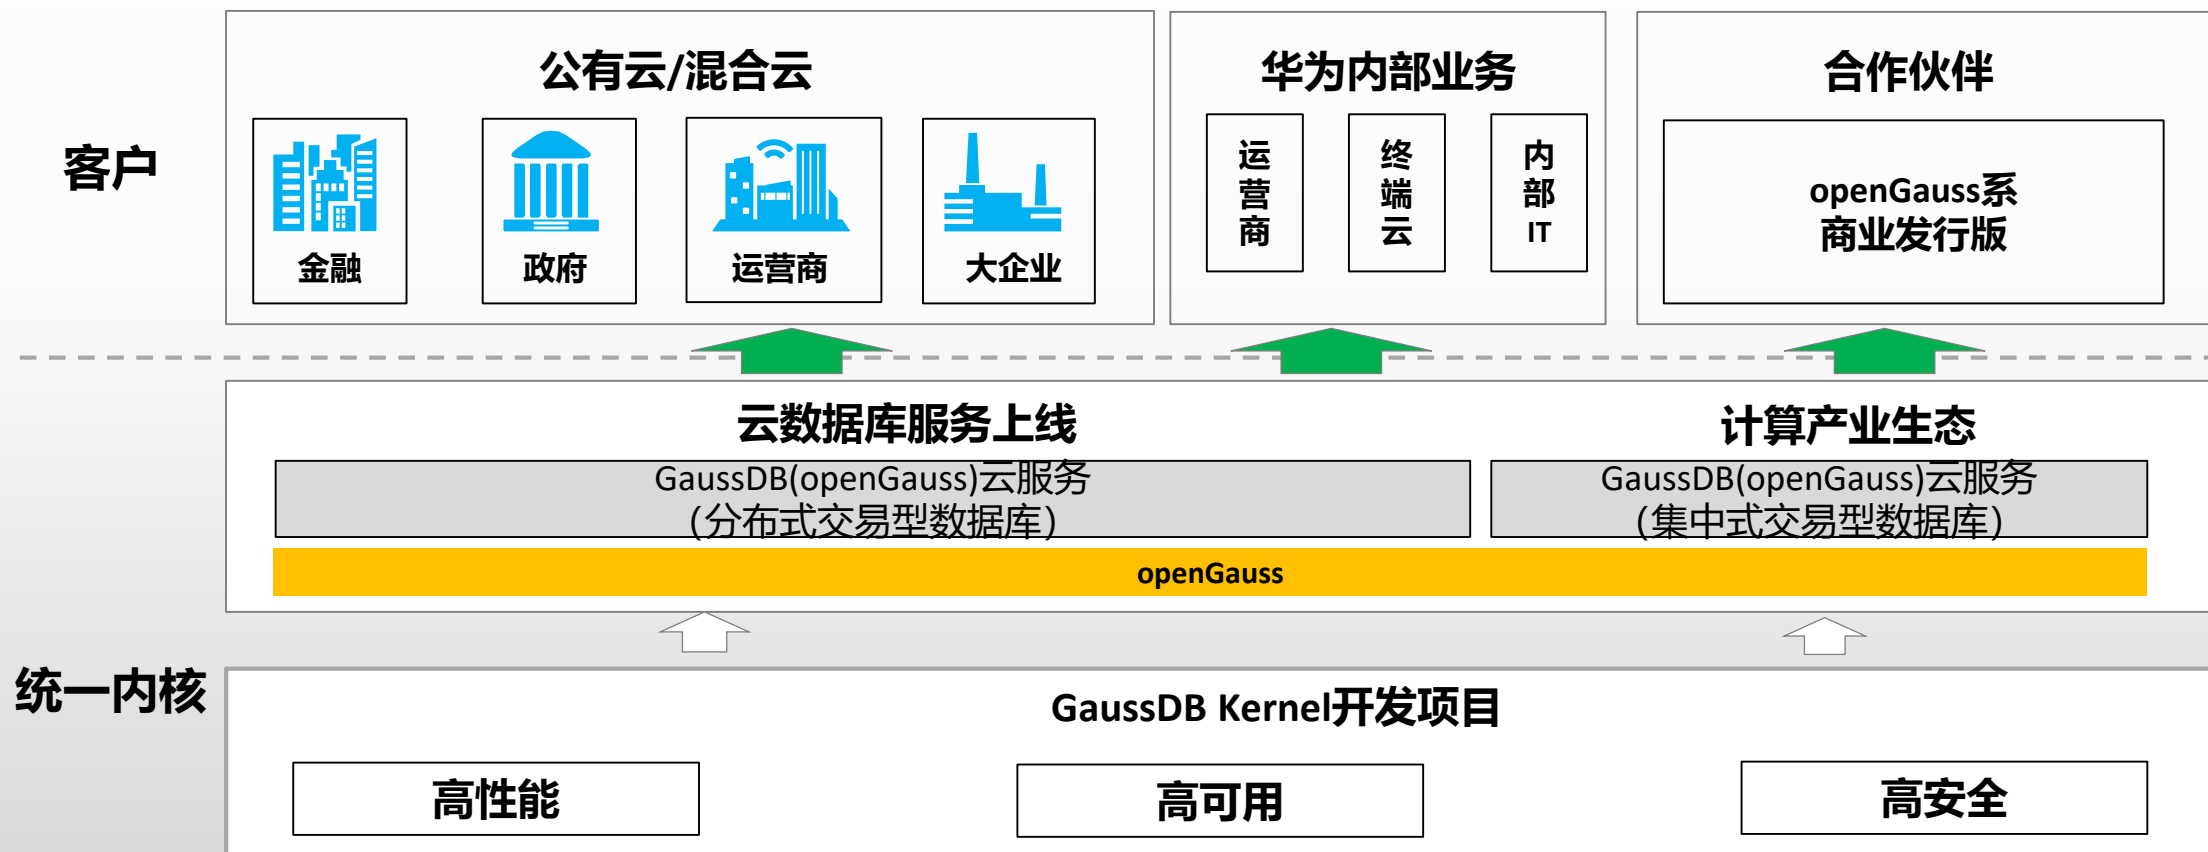 客户
公有云/混合云
金融
政府
运营商
大企业
华为内部业务
运
营
商
终
端
云
内
部
IT
合作伙伴
openGauss系
商业发行版
云数据库服务上线
GaussDB(openGauss)云服务
(分布式交易型数据库)
计算产业生态
GaussDB(openGauss)云服务
(集中式交易型数据库)
openGauss
统一内核
GaussDB Kernel开发项目
高性能
高可用
高安全